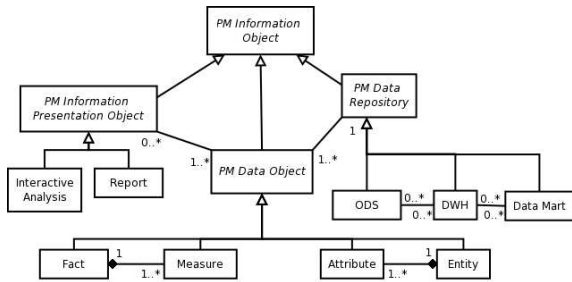 PM Information
Object
PM Information
Presentation Object
PM Data
Repository
0..*
1
1..*
1..*
PM Data Object
Interactive
Analysis
Report
ODS
0..*
0..*
DWH
0..*
0..*
Data Mart
Fact
1
1..*
Measure
Attribute
1
1..*
Entity